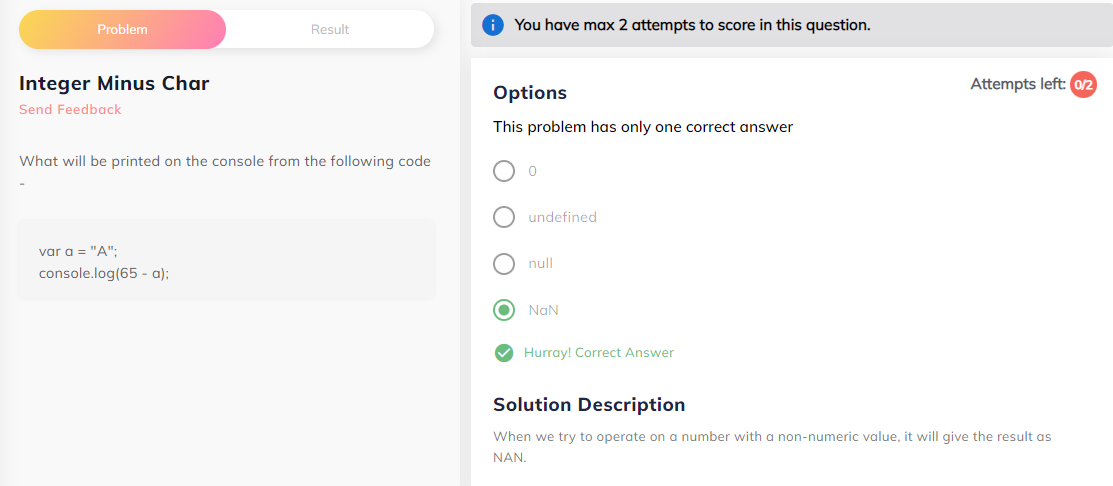 Problem
Result
Integer Minus Char
Send Feedback
What will be printed on the console from the following code
-
var a = "A";
console.log(65 - a);
You have max 2 attempts to score in this question.
Attempts left: 0/2
Options
This problem has only one correct answer
0
undefined
null
NaN
Hurray! Correct Answer
Solution Description
When we try to operate on a number with a non-numeric value, it will give the result as
NAN.